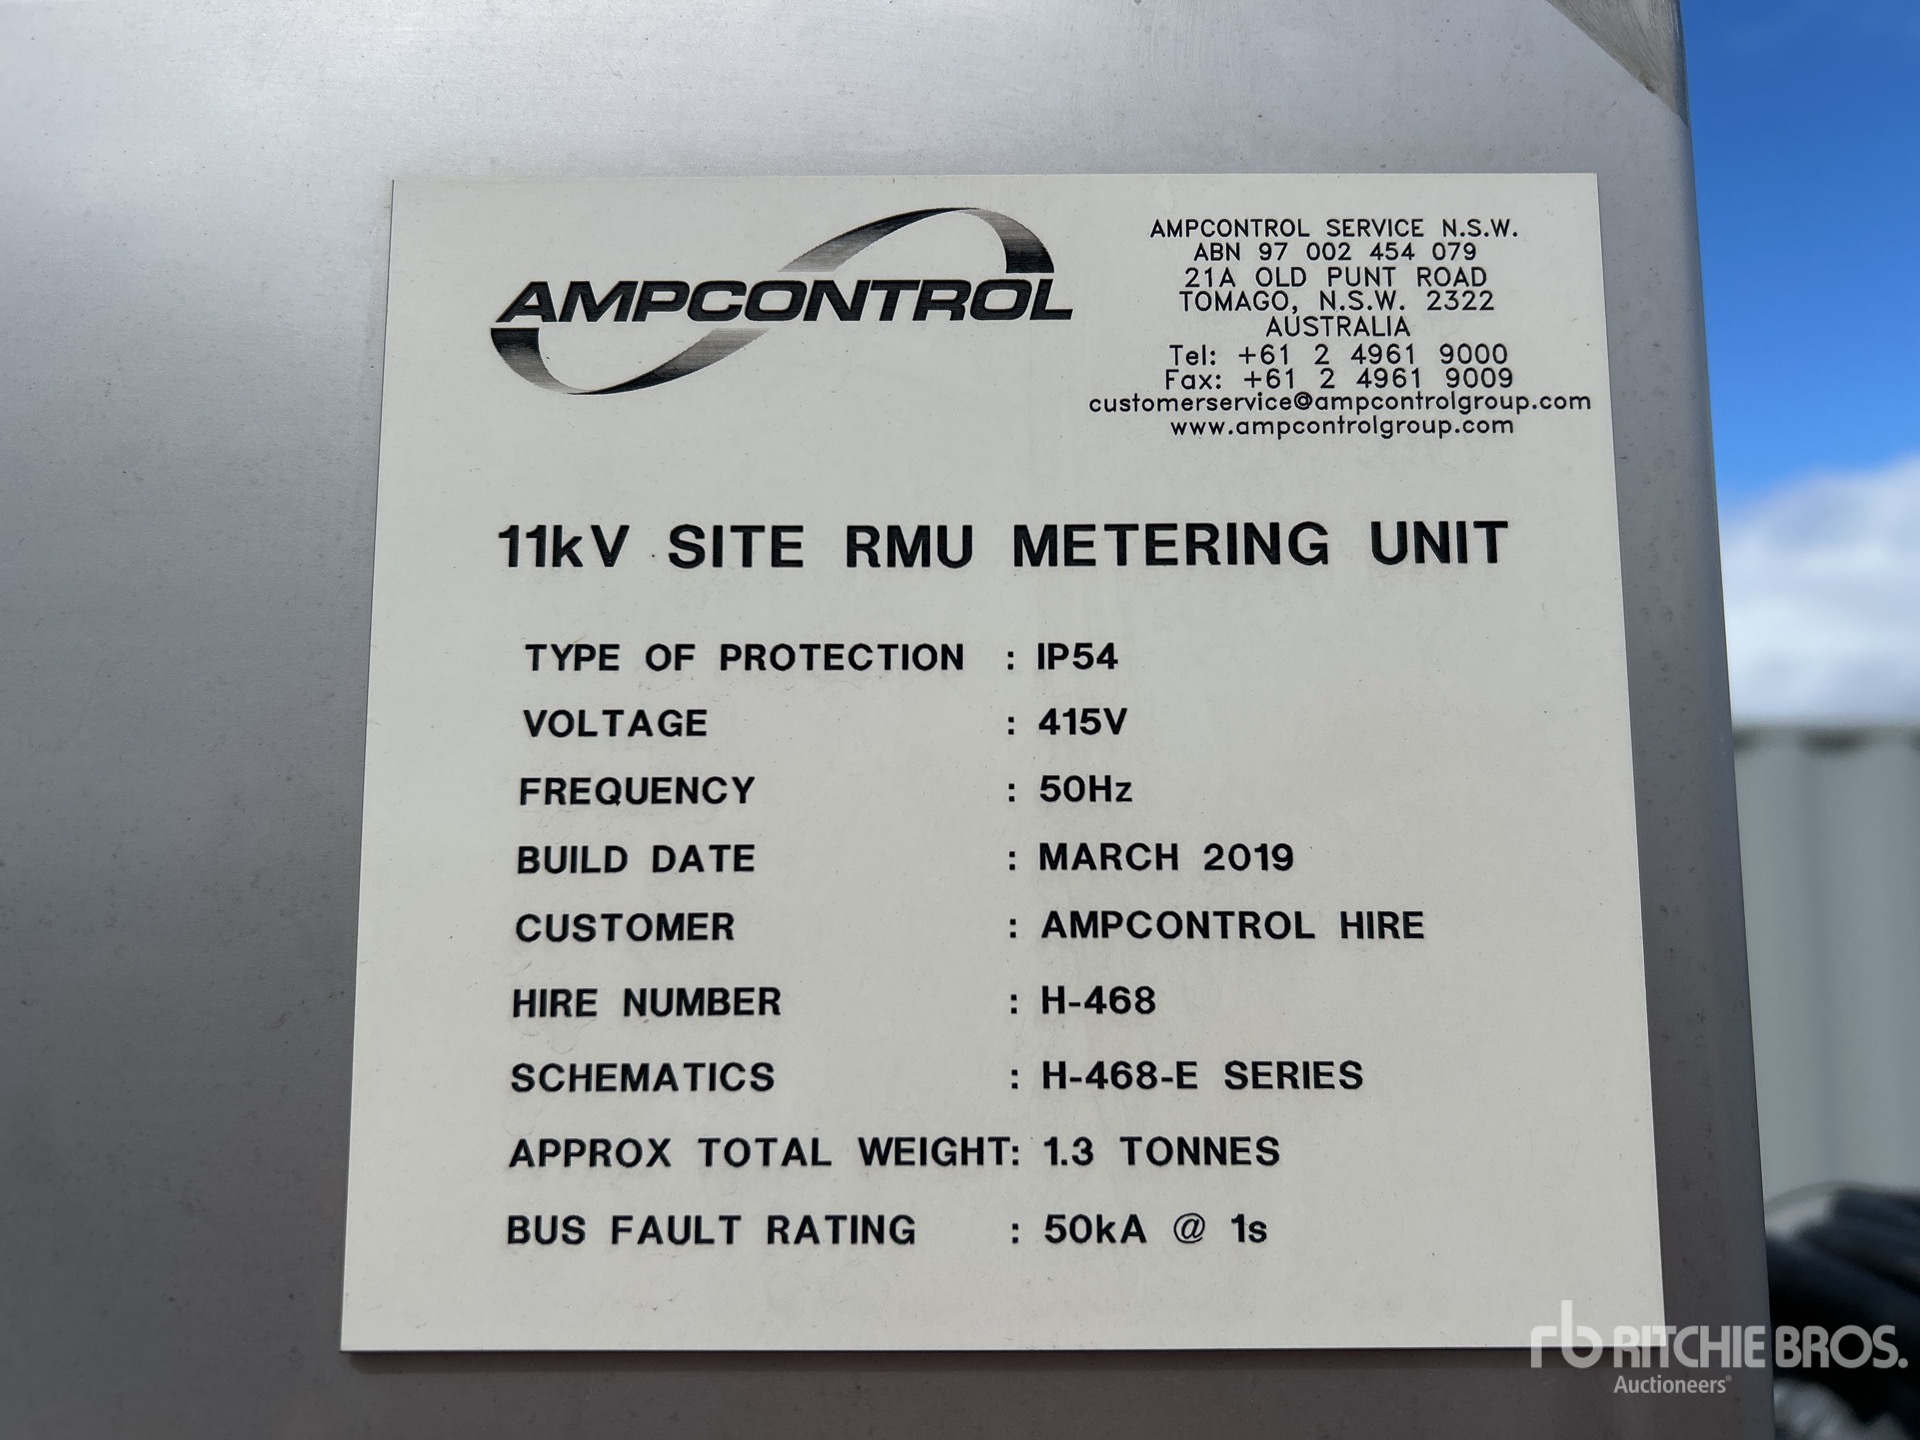 AMPCONTROL
AMPCONTROL SERVICE N.S.W.
ABN 97 002 454 079
21A OLD PUNT ROAD
TOMAGO, N.S.W. 2322
AUSTRALIA
Tel: +61 2 4961 9000
Fax: +61 2 4961 9009
customerservice@ampcontrolgroup.com
www.ampcontrolgroup.com
11kV SITE RMU METERING UNIT
TYPE OF PROTECTION : IP54
VOLTAGE : 415V
FREQUENCY : 50Hz
BUILD DATE : MARCH 2019
CUSTOMER : AMPCONTROL HIRE
HIRE NUMBER : H-468
SCHEMATICS : H-468-E SERIES
APPROX TOTAL WEIGHT: 1.3 TONNES
BUS FAULT RATING : 50kA @ 1s
rb RITCHIE BROS.
Auctioneers®